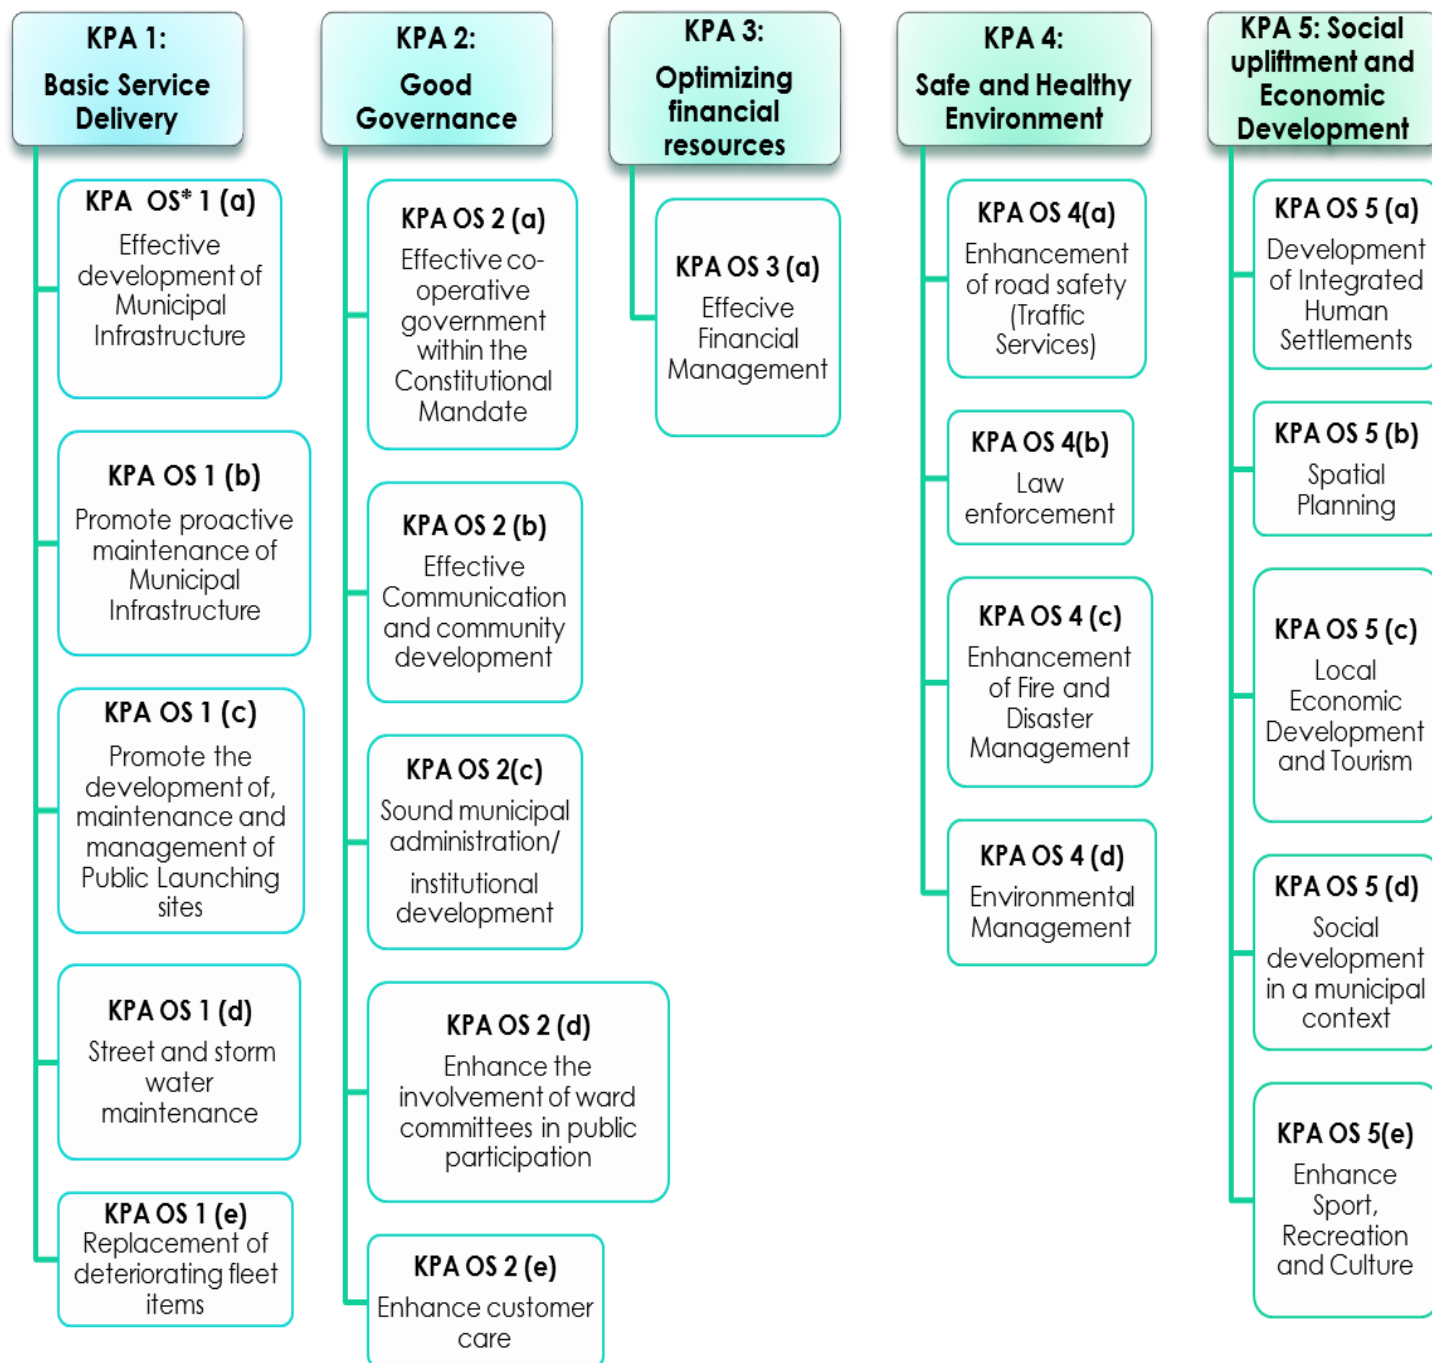 KPA 1:
Basic Service
Delivery
KPA OS* 1 (a)
Effective
development of
Municipal
Infrastructure
KPA OS 1 (b)
Promote proactive
maintenance of
Municipal
Infrastructure
KPA OS 1 (c)
Promote the
development of,
maintenance and
management of
Public Launching
sites
KPA OS 1 (d)
Street and storm
water
maintenance
KPA OS 1 (e)
Replacement of
deteriorating fleet
items
KPA 2:
Good
Governance
KPA OS 2 (a)
Effective co-
operative
government
within the
Constitutional
Mandate
KPA OS 2 (b)
Effective
Communication
and community
development
KPA OS 2(c)
Sound municipal
administration/
institutional
development
KPA OS 2 (d)
Enhance the
involvement of ward
committees in public
participation
KPA OS 2 (e)
Enhance customer
care
KPA 3:
Optimizing
financial
resources
KPA OS 3 (a)
Effecive
Financial
Management
KPA 4:
Safe and Healthy
Environment
KPA OS 4(a)
Enhancement
of road safety
(Traffic
Services)
KPA OS 4(b)
Law
enforcement
KPA OS 4 (c)
Enhancement
of Fire and
Disaster
Management
KPA OS 4 (d)
Environmental
Management
KPA 5: Social
upliftment and
Economic
Development
KPA OS 5 (a)
Development
of Integrated
Human
Settlements
KPA OS 5 (b)
Spatial
Planning
KPA OS 5 (c)
Local
Economic
Development
and Tourism
KPA OS 5 (d)
Social
development
in a municipal
context
KPA OS 5(e)
Enhance
Sport,
Recreation
and Culture